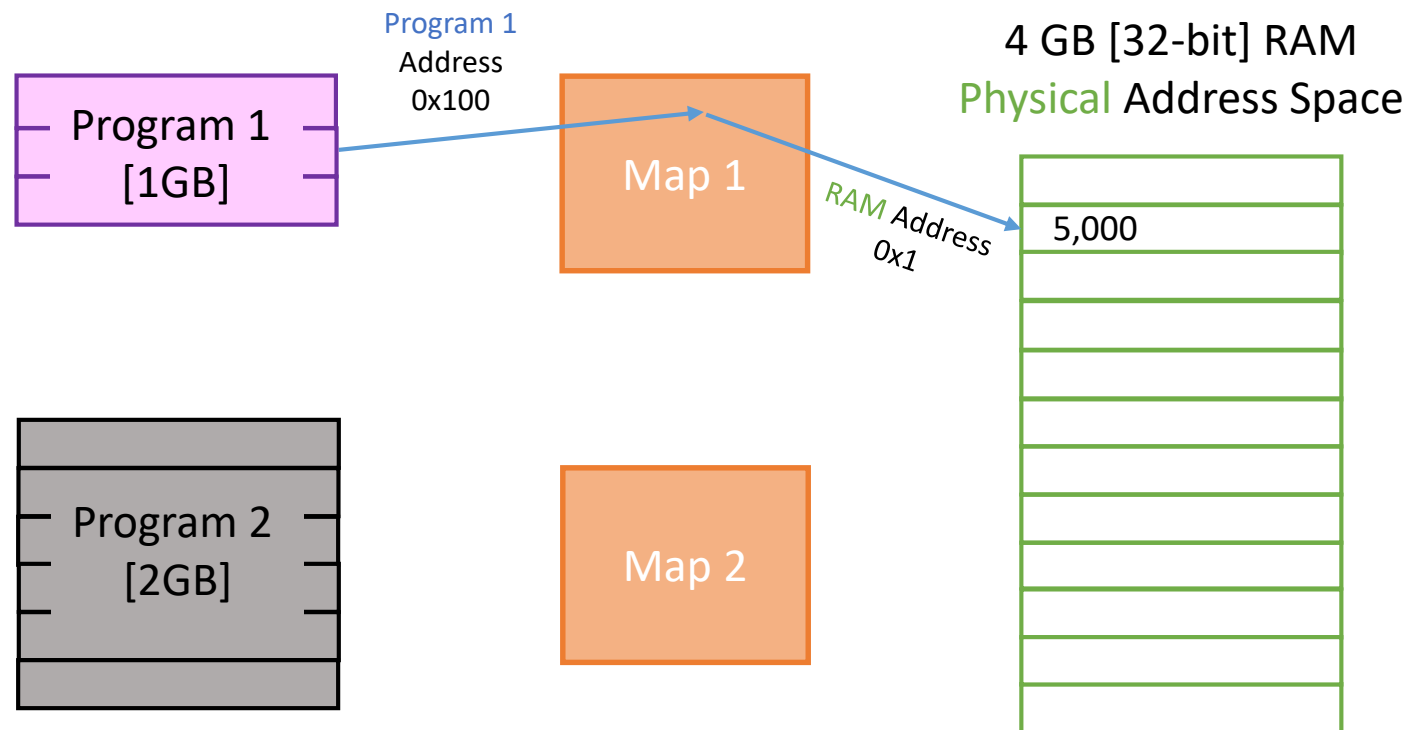 Program 1
Address
0x100
4 GB [32-bit] RAM
Physical Address Space
Program 1
[1GB]
Map 1
RAM Address
0x1
5,000
Program 2
[2GB]
Map 2